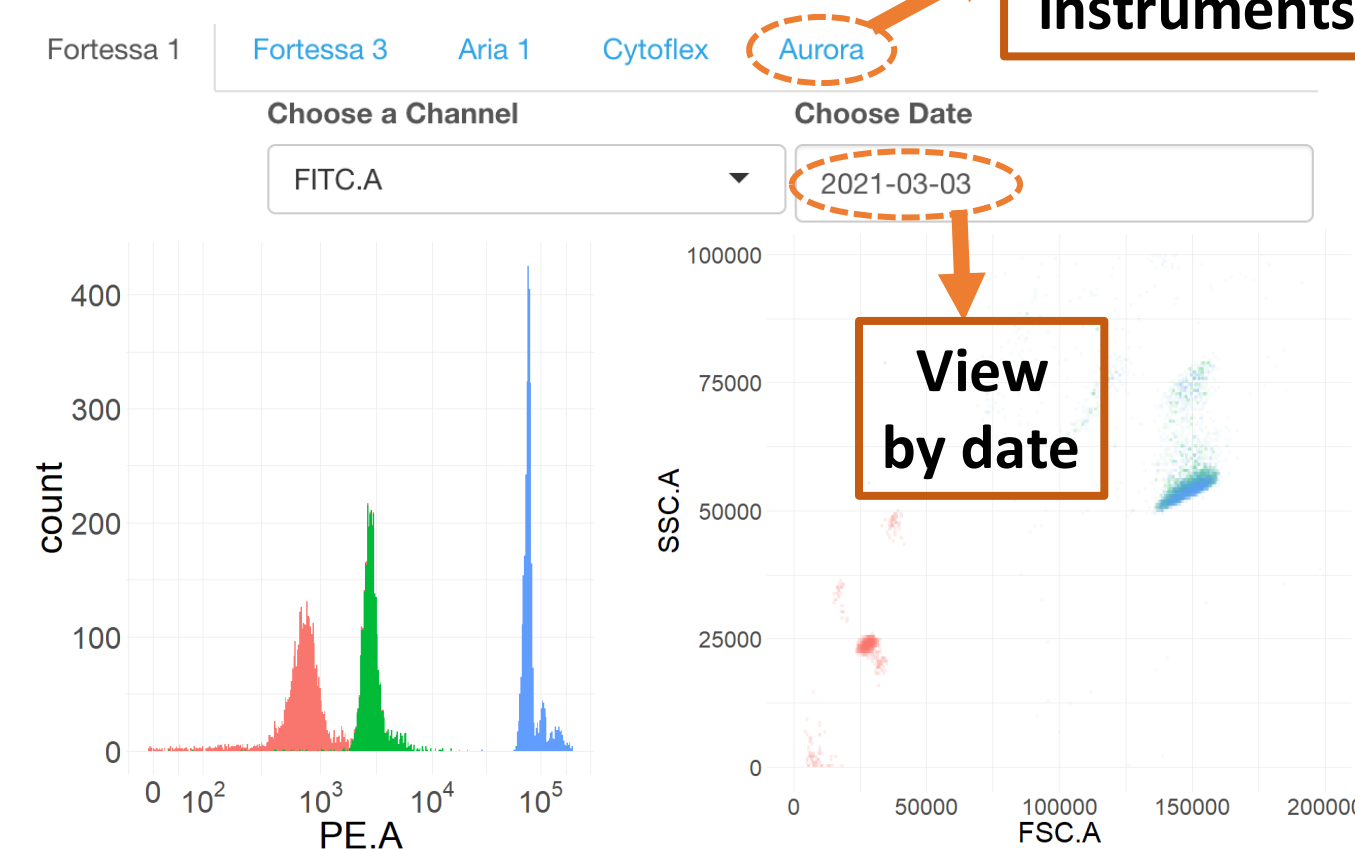 Instruments
Fortessa 1 Fortessa 3 Aria 1 Cytoflex Aurora
Choose a Channel Choose Date
FITC.A 2021-03-03
View
by date
count
400
300
200
100
0
0 10² 10³ 10⁴ 10⁵
PE.A
SSC.A
100000
75000
50000
25000
0
0 50000 100000 150000 200000
FSC.A